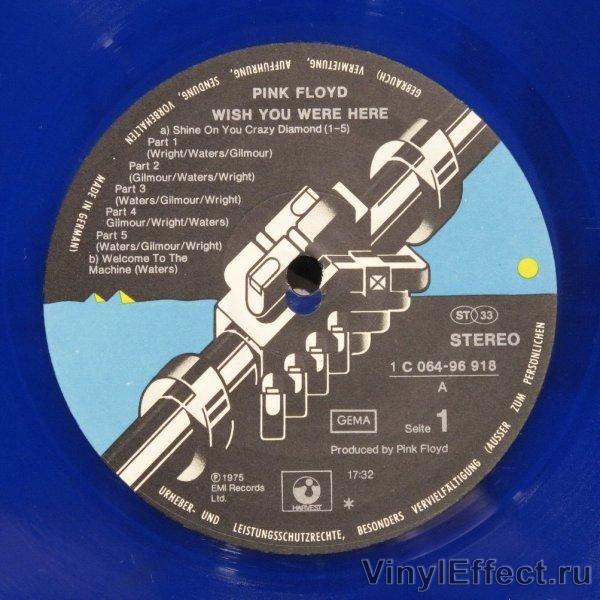 PINK FLOYD
WISH YOU WERE HERE
a) Shine On You Crazy Diamond (1-5)
Part 1
(Wright/Waters/Gilmour)
Part 2
(Gilmour/Waters/Wright)
Part 3
(Waters/Gilmour/Wright)
Part 4
Gilmour/Wright/Waters)
Part 5
(Waters/Gilmour/Wright)
b) Welcome To The
Machine (Waters)
ST 33
STEREO
1 C 064-96 918
A
GEMA
Seite 1
Produced by Pink Floyd
℗ 1975
EMI Records
Ltd.
HARVEST
17:32
*
MADE IN GERMANY
URHEBER- UND LEISTUNGSSCHUTZRECHTE, BESONDERS VERVIELFÄLTIGUNG (AUSSER ZUM PERSÖNLICHEN
GEBRAUCH) VERMIETUNG, AUFFÜHRUNG, SENDUNG, VORBEHALTEN
VinylEffect.ru